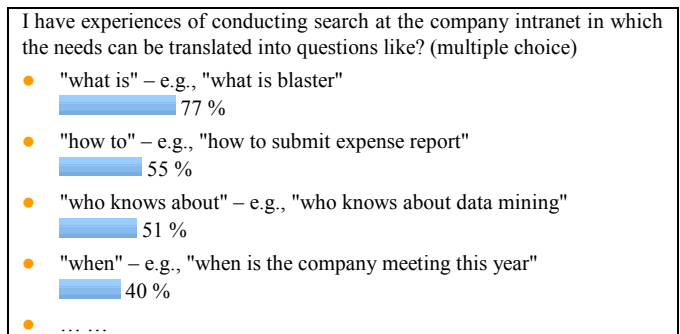 I have experiences of conducting search at the company intranet in which
the needs can be translated into questions like? (multiple choice)
"what is" – e.g., "what is blaster"
77 %
"how to" – e.g., "how to submit expense report"
55 %
"who knows about" – e.g., "who knows about data mining"
51 %
"when" – e.g., "when is the company meeting this year"
40 %
… …